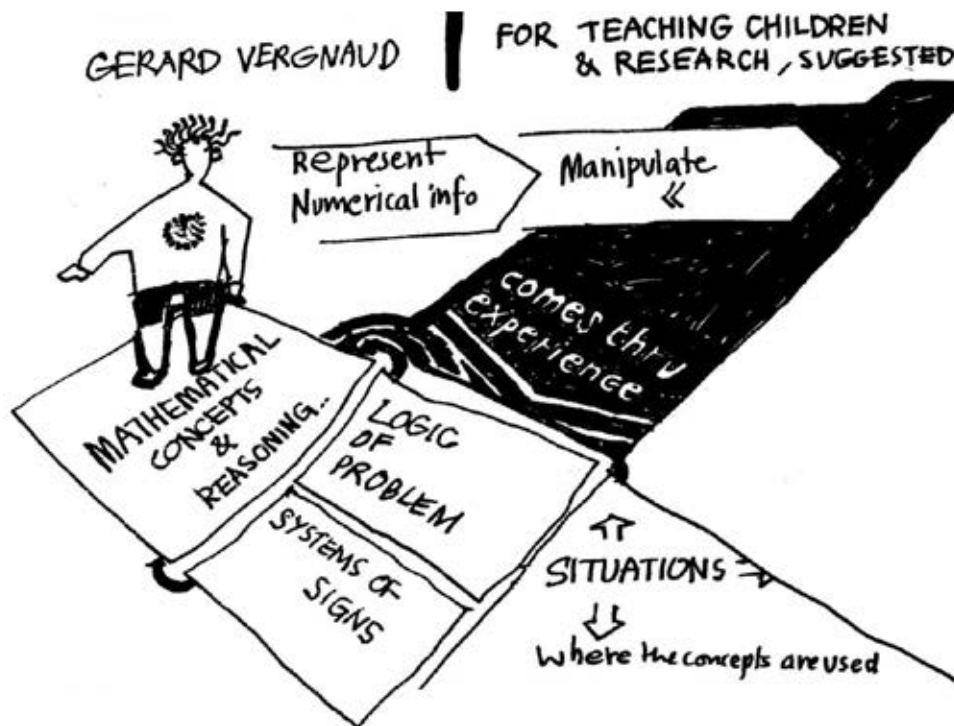 GERARD VERGNAUD
FOR TEACHING CHILDREN
& RESEARCH, SUGGESTED
Represent
Numerical info
Manipulate
comes thru
experience
MATHEMATICAL
CONCEPTS
&
REASONING..
LOGIC
OF
PROBLEM
SYSTEMS OF
SIGNS
SITUATIONS
Where the concepts are used